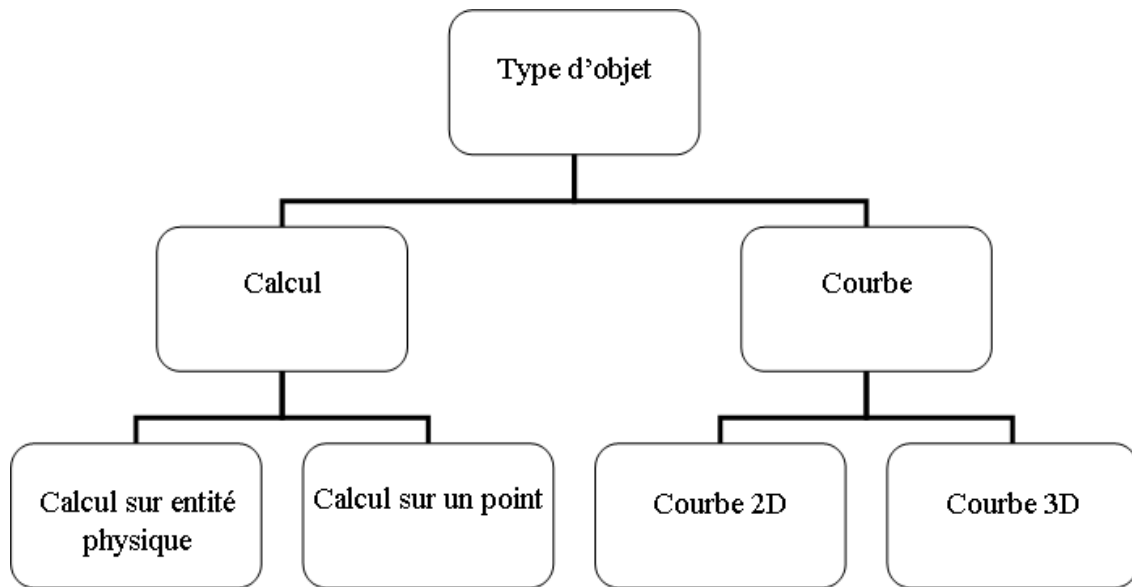 Type d’objet
Calcul
Courbe
Calcul sur entité
physique
Calcul sur un point
Courbe 2D
Courbe 3D